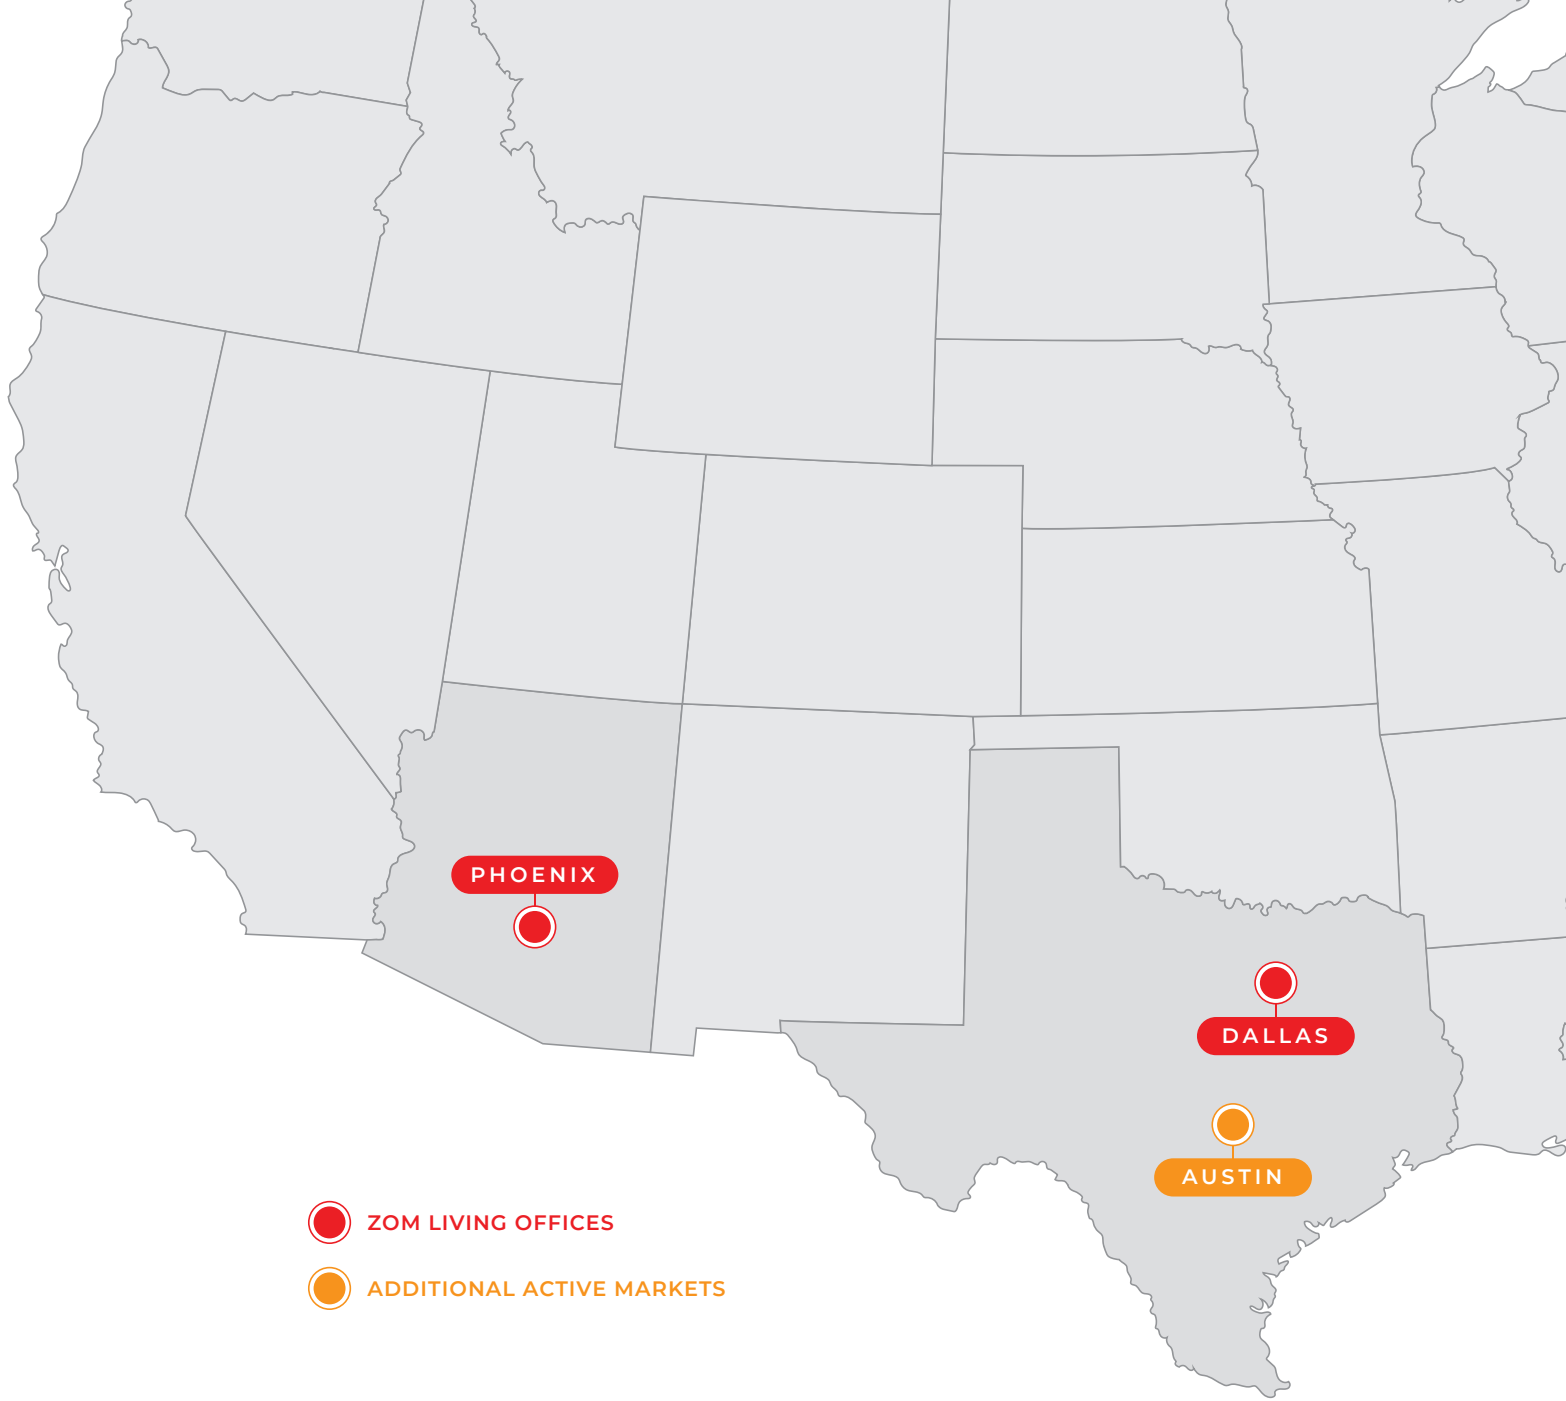 PHOENIX
DALLAS
AUSTIN
ZOM LIVING OFFICES
ADDITIONAL ACTIVE MARKETS